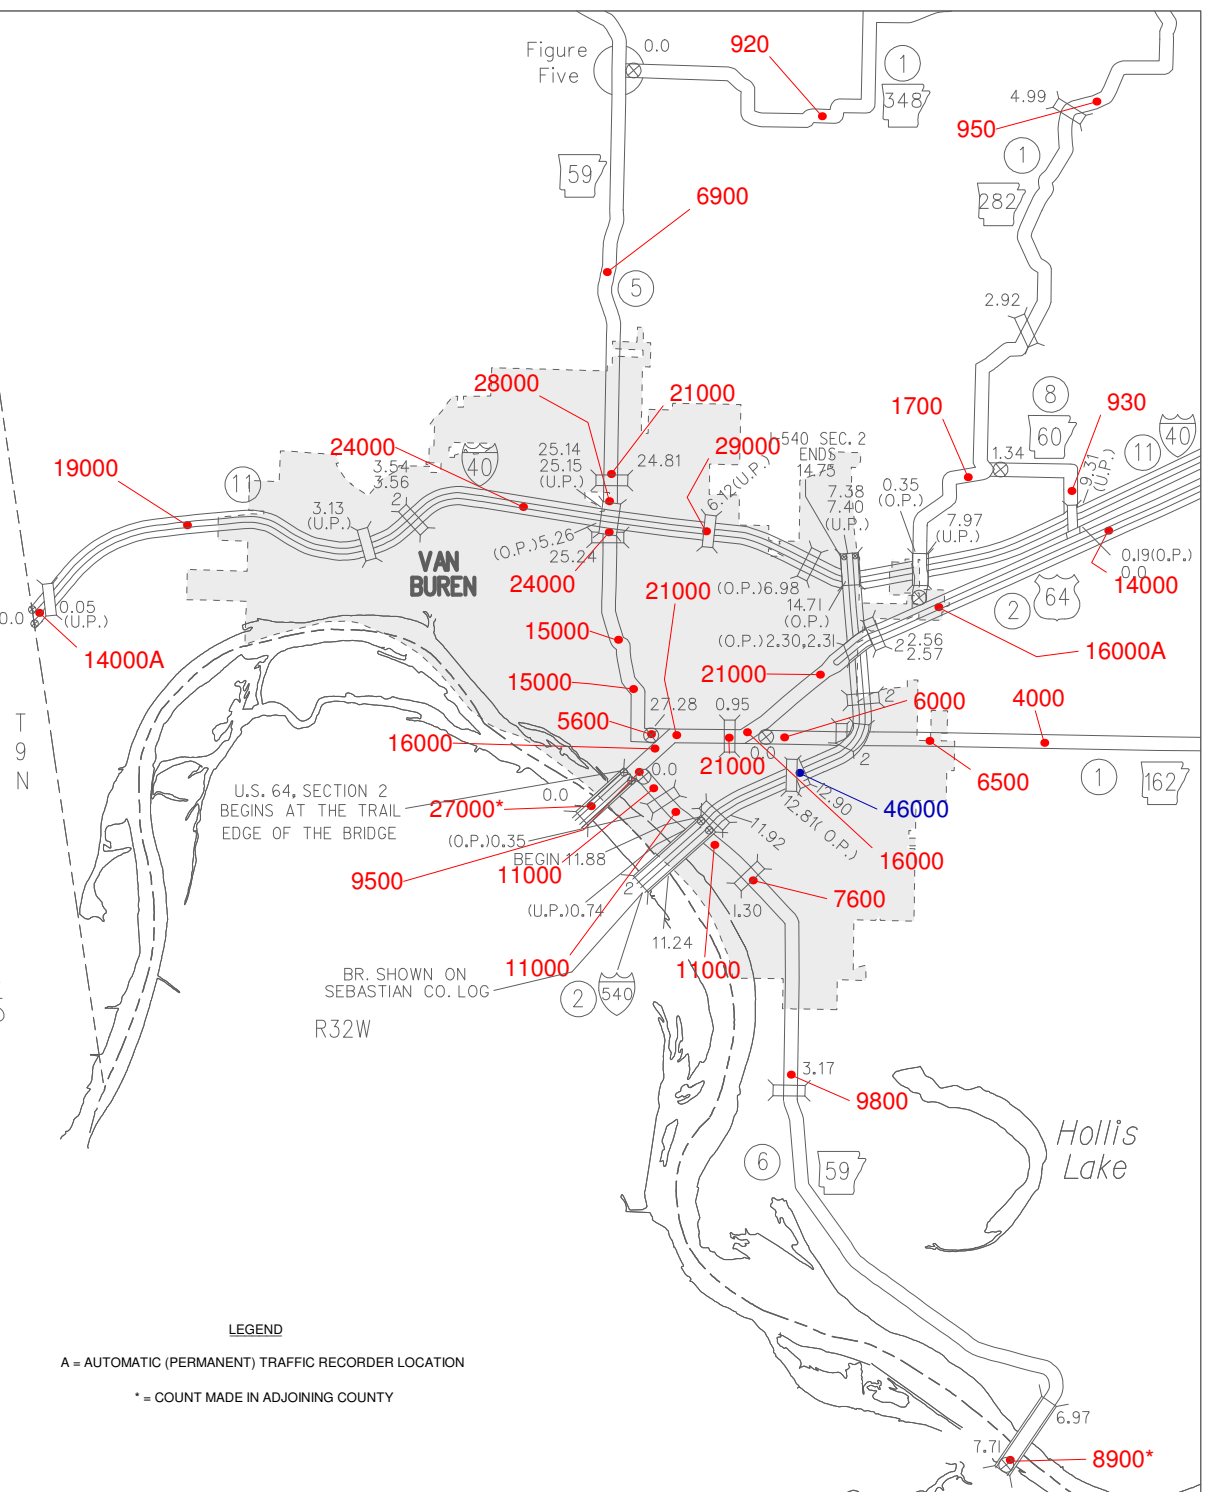 Figure
Five
0.0
920
1
348
4.99
950
1
282
59
6900
5
2.92
28000
21000
24000
19000
11
3.54
3.56
2
40
25.14
25.15
(U.P.)
24.81
29000
6.12(U.P.)
I-540 SEC. 2
ENDS
14.75
7.38
7.40
(U.P.)
0.35
(O.P.)
1700
8
60
930
11
40
1.34
9.31
(U.P.)
7.97
(U.P.)
3.13
(U.P.)
(O.P.)5.26
25.24
VAN
BUREN
24000
21000
(O.P.)6.98
14.71
(O.P.)
(O.P.)2.30,2.31
0.19(O.P.)
0.0
14000
2
64
2
2.56
2.57
16000A
0.0
0.05
(U.P.)
14000A
15000
15000
21000
27.28
0.95
6000
4000
2
5600
16000
0.0
21000
0.0
2
6500
1
162
T
9
N
U.S. 64, SECTION 2
BEGINS AT THE TRAIL
EDGE OF THE BRIDGE
0.0
27000*
12.90
12.81( O.P.)
46000
(O.P.)0.35
BEGIN 11.88
11.92
16000
9500
11000
2
(U.P.)0.74
1.30
7600
11.24
11000
11000
BR. SHOWN ON
SEBASTIAN CO. LOG
2
540
R32W
3.17
9800
Hollis
Lake
6
59
LEGEND
A = AUTOMATIC (PERMANENT) TRAFFIC RECORDER LOCATION
* = COUNT MADE IN ADJOINING COUNTY
6.97
7.71
8900*